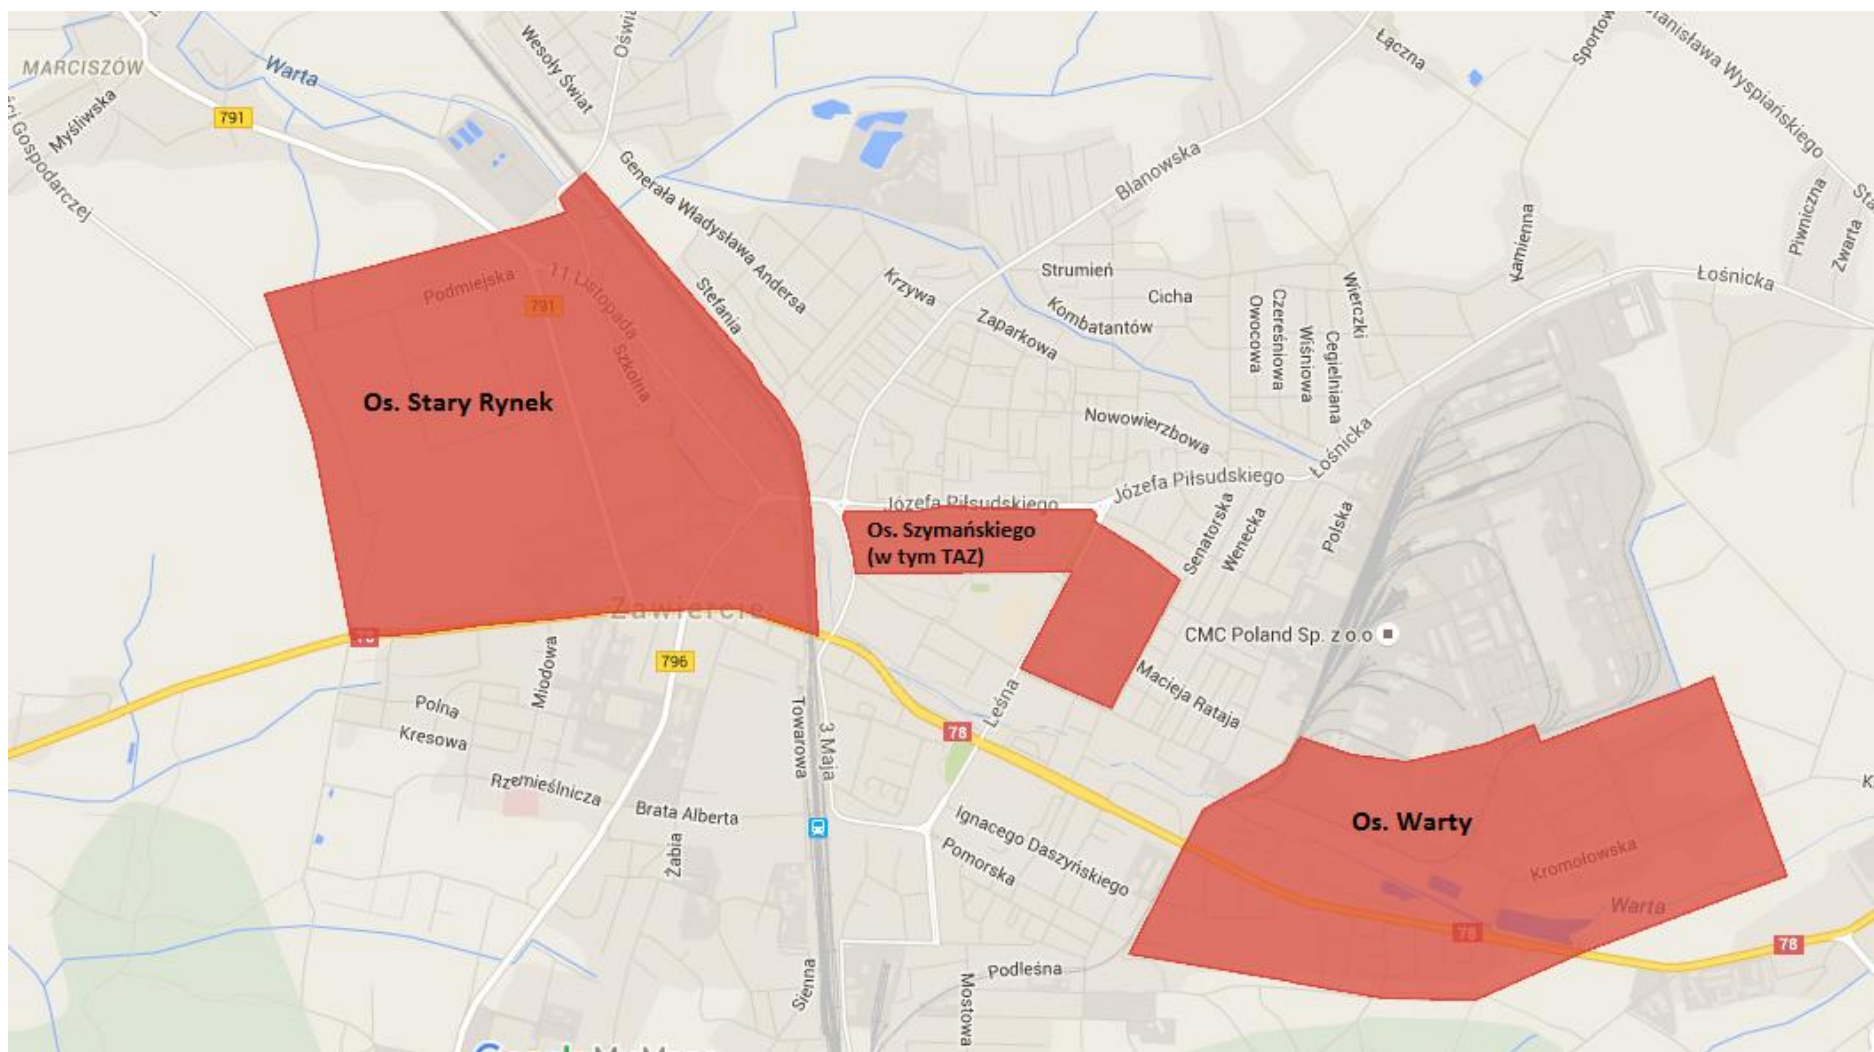 MARCISZÓW
Myśliwska
Gospodarczej
Warta
791
Wesoły Świat
Generała Władysława Andersa
Stefania
Podmiejska
11 Listopada
791
Szkolna
Os. Stary Rynek
Krzywa
Blanowska
Łączna
Zaparkowa
Strumień
Kombatantów
Cicha
Owocowa
Czereśniowa
Wiśniowa
Cegielniana
Wierczki
Kamienna
Piwniczna
Zwarta
Łośnicka
Nowowierzbowa
Łośnicka
Józefa Piłsudskiego
Józefa Piłsudskiego
Os. Szymańskiego
(w tym TAZ)
Senatorska
Wenecka
Polska
Zawiercie
CMC Poland Sp. z o.o
Miodowa
796
Polna
Kresowa
Rzemieślnicza
Brata Alberta
Żabia
Towarowa
3 Maja
78
Leśna
Macieja Rataja
Ignacego Daszyńskiego
Pomorska
Os. Warty
Kromołowska
Warta
78
78
Podleśna
Mostowa
Sienna